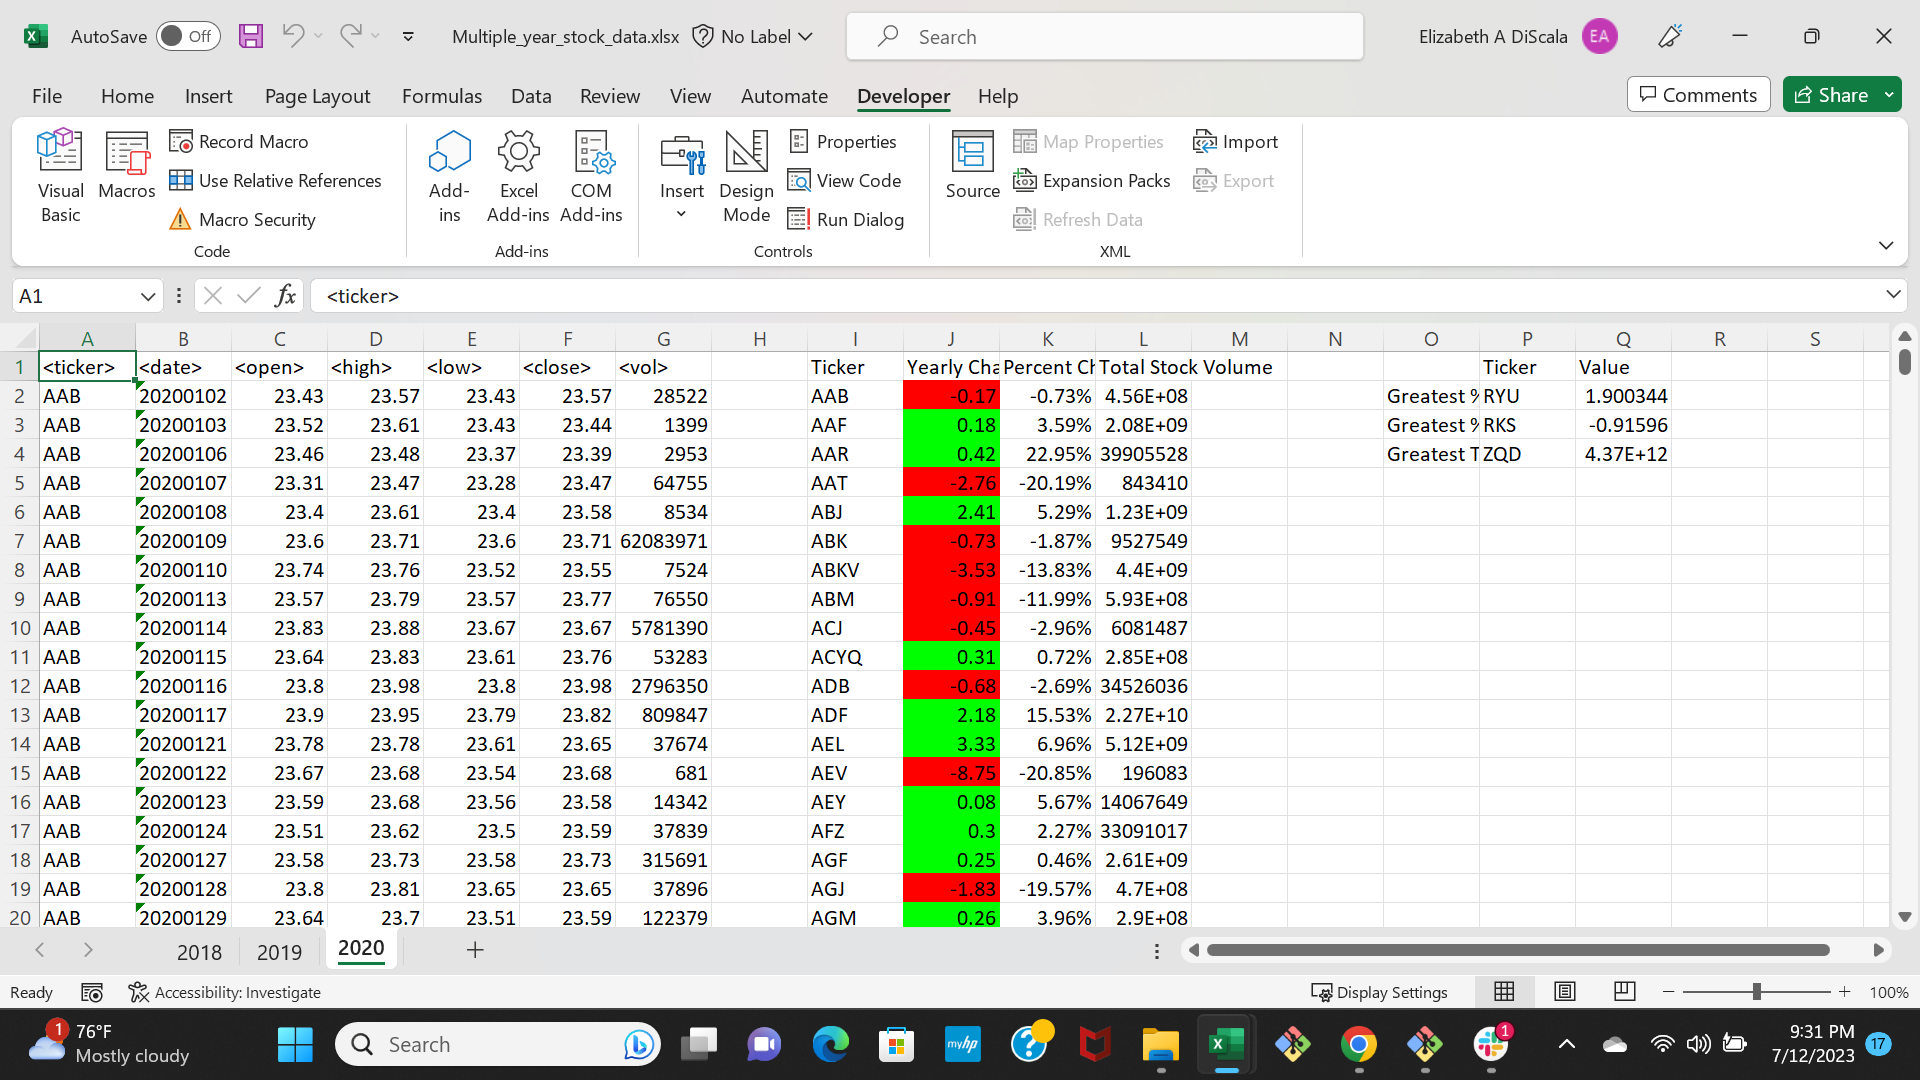 AutoSave Off Multiple_year_stock_data.xlsx No Label Search Elizabeth A DiScala EA
File Home Insert Page Layout Formulas Data Review View Automate Developer Help Comments Share
Visual Basic
Macros
Record Macro
Use Relative References
Macro Security
Code
Add-ins
Excel Add-ins
COM Add-ins
Add-ins
Insert
Design Mode
Properties
View Code
Run Dialog
Controls
Source
Map Properties
Expansion Packs
Refresh Data
Import
Export
XML
A1 fx <ticker>
A B C D E F G H I J K L M N O P Q R S
1 <ticker> <date> <open> <high> <low> <close> <vol> Ticker Yearly Cha Percent Ch Total Stock Volume Ticker Value
2 AAB 20200102 23.43 23.57 23.43 23.57 28522 AAB -0.17 -0.73% 4.56E+08 Greatest % RYU 1.900344
3 AAB 20200103 23.52 23.61 23.43 23.44 1399 AAF 0.18 3.59% 2.08E+09 Greatest % RKS -0.91596
4 AAB 20200106 23.46 23.48 23.37 23.39 2953 AAR 0.42 22.95% 39905528 Greatest T ZQD 4.37E+12
5 AAB 20200107 23.31 23.47 23.28 23.47 64755 AAT -2.76 -20.19% 843410
6 AAB 20200108 23.4 23.61 23.4 23.58 8534 ABJ 2.41 5.29% 1.23E+09
7 AAB 20200109 23.6 23.71 23.6 23.71 62083971 ABK -0.73 -1.87% 9527549
8 AAB 20200110 23.74 23.76 23.52 23.55 7524 ABKV -3.53 -13.83% 4.4E+09
9 AAB 20200113 23.57 23.79 23.57 23.77 76550 ABM -0.91 -11.99% 5.93E+08
10 AAB 20200114 23.83 23.88 23.67 23.67 5781390 ACJ -0.45 -2.96% 6081487
11 AAB 20200115 23.64 23.83 23.61 23.76 53283 ACYQ 0.31 0.72% 2.85E+08
12 AAB 20200116 23.8 23.98 23.8 23.98 2796350 ADB -0.68 -2.69% 34526036
13 AAB 20200117 23.9 23.95 23.79 23.82 809847 ADF 2.18 15.53% 2.27E+10
14 AAB 20200121 23.78 23.78 23.61 23.65 37674 AEL 3.33 6.96% 5.12E+09
15 AAB 20200122 23.67 23.68 23.54 23.68 681 AEV -8.75 -20.85% 196083
16 AAB 20200123 23.59 23.68 23.56 23.58 14342 AEY 0.08 5.67% 14067649
17 AAB 20200124 23.51 23.62 23.5 23.59 37839 AFZ 0.3 2.27% 33091017
18 AAB 20200127 23.58 23.73 23.58 23.73 315691 AGF 0.25 0.46% 2.61E+09
19 AAB 20200128 23.8 23.81 23.65 23.65 37896 AGJ -1.83 -19.57% 4.7E+08
20 AAB 20200129 23.64 23.7 23.51 23.59 122379 AGM 0.26 3.96% 2.9E+08
2018 2019 2020
Ready Accessibility: Investigate Display Settings 100%
1 76°F
Mostly cloudy
Search
myhp
1
9:31 PM
7/12/2023
17